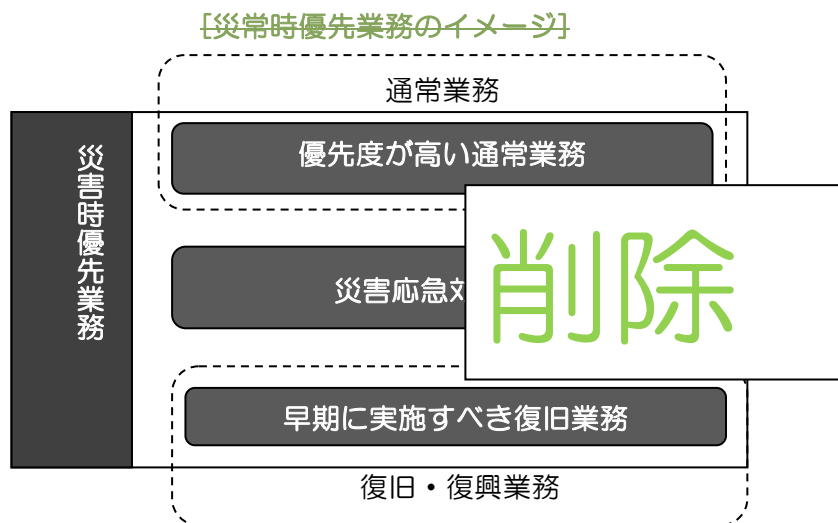 [災常時優先業務のイメージ]
通常業務
優先度が高い通常業務
災害時優先業務
災害応急
削除
早期に実施すべき復旧業務
復旧・復興業務